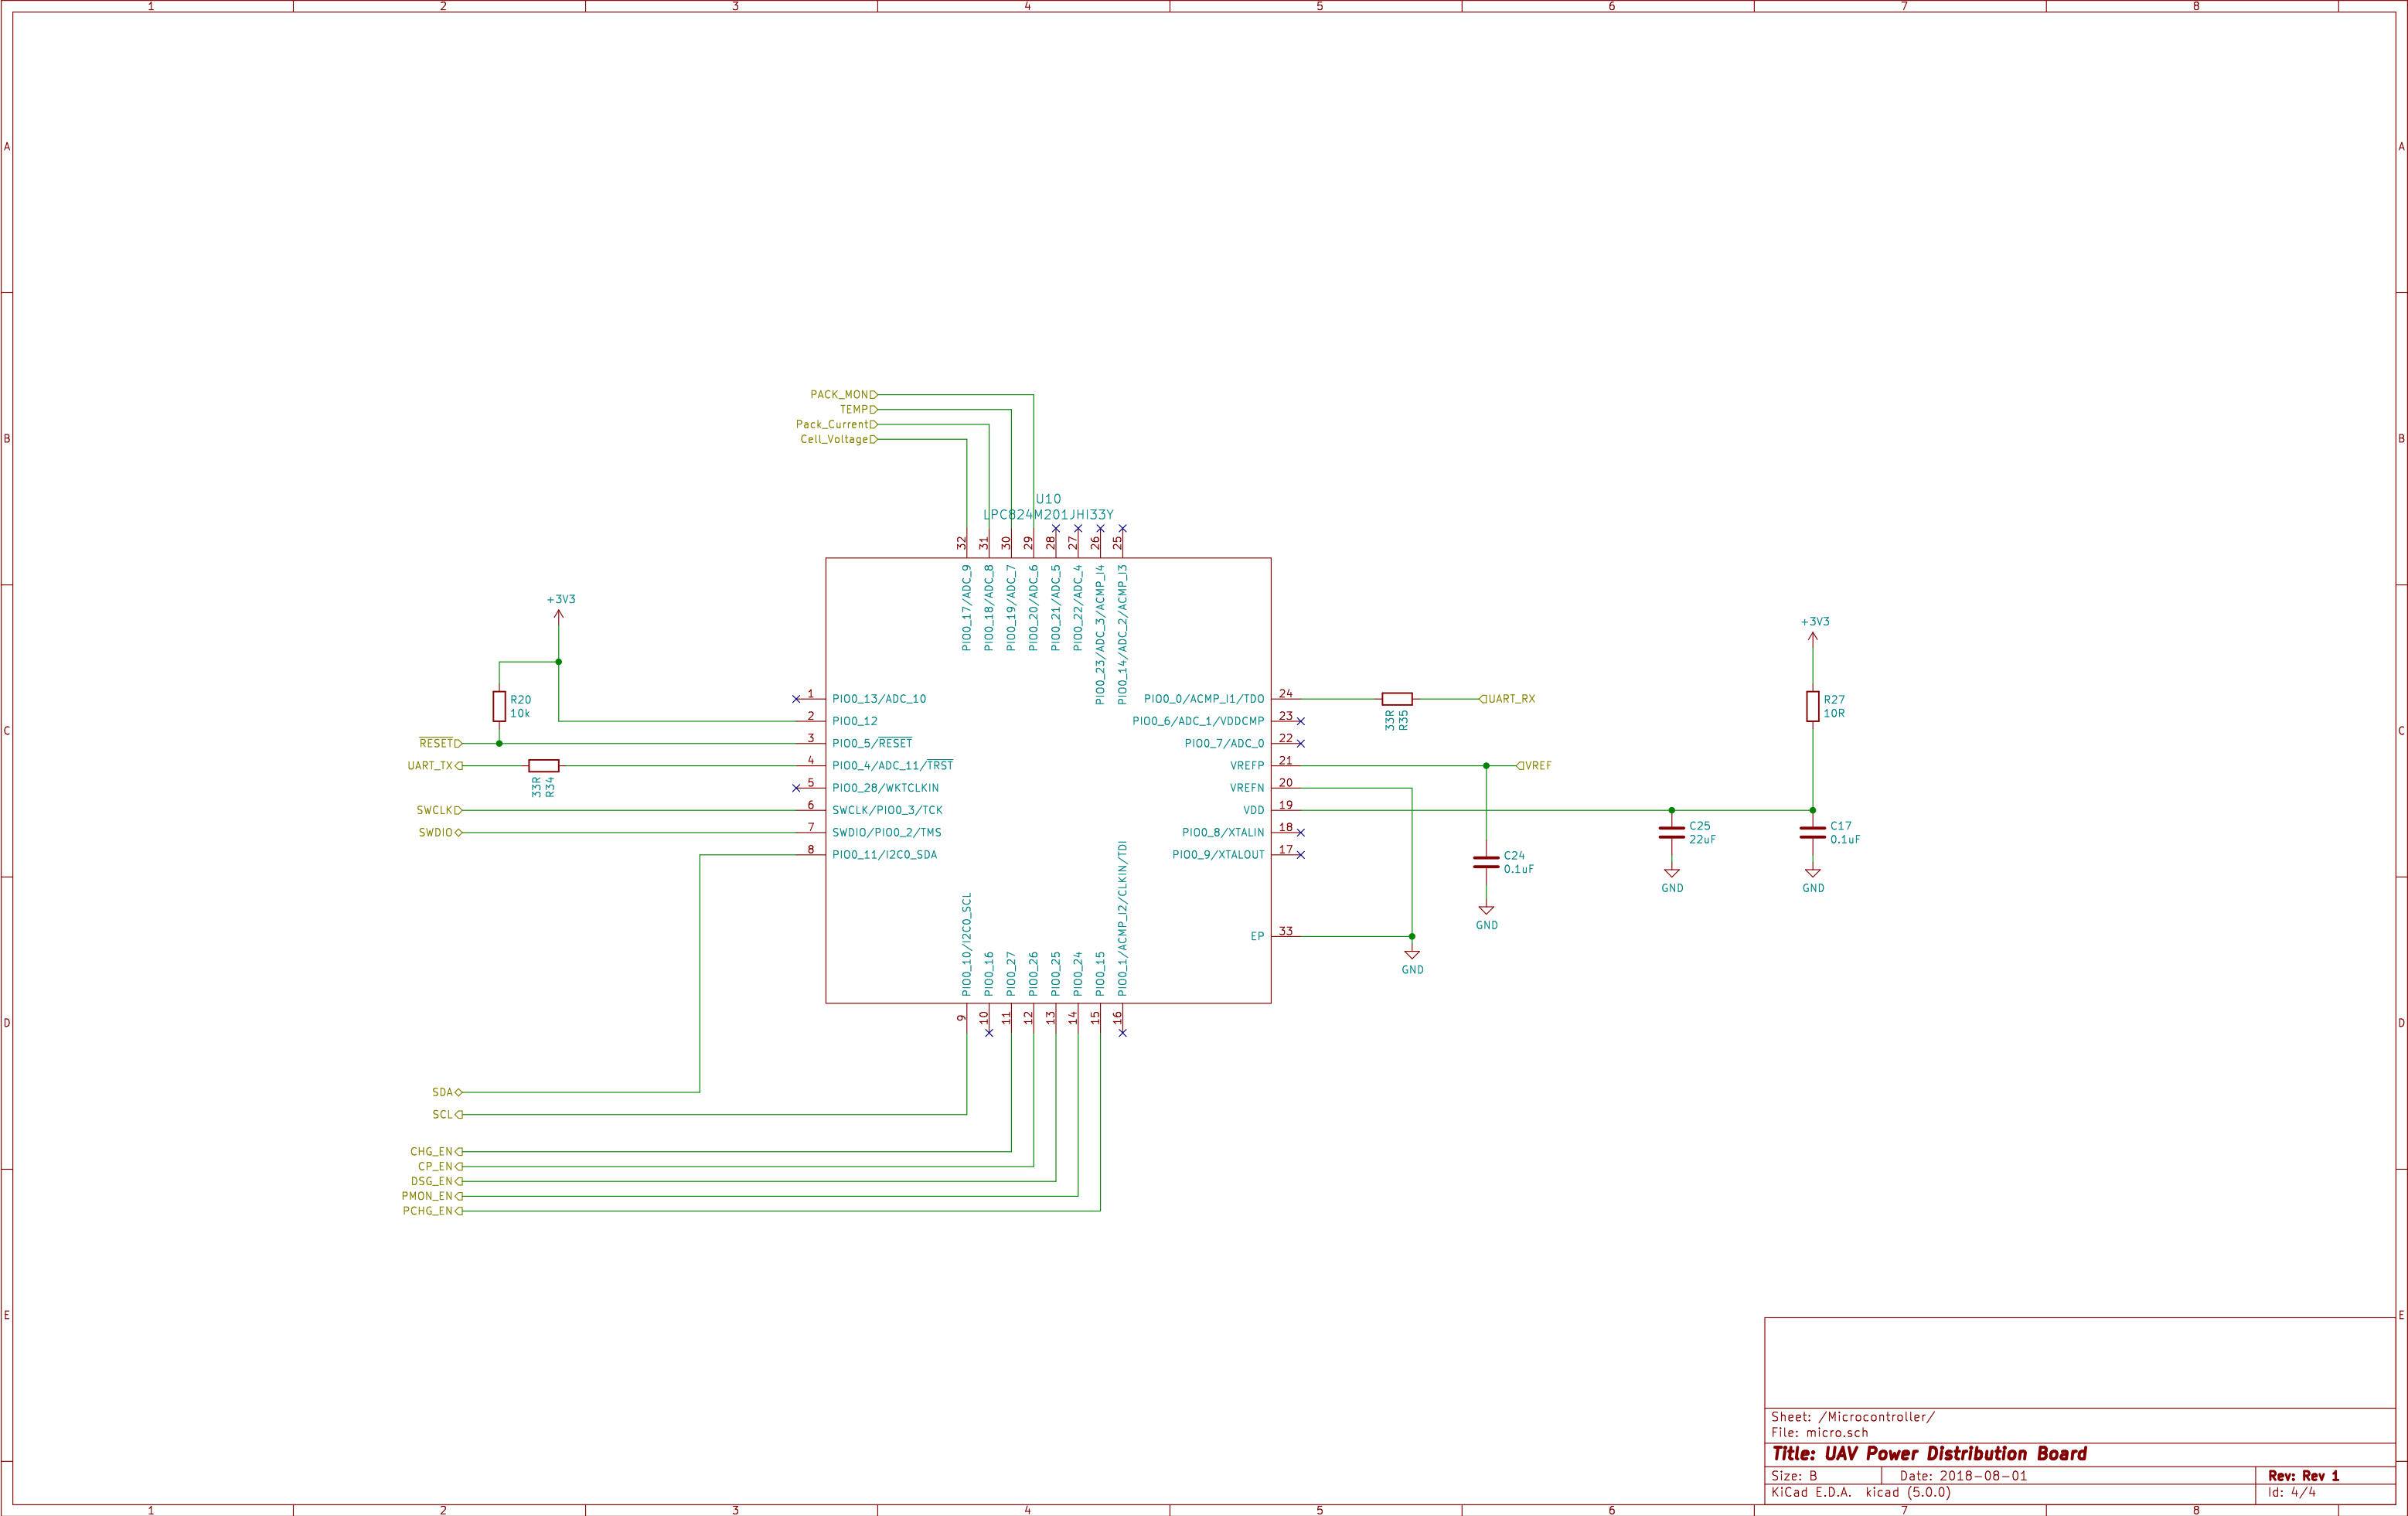 1 2 3 4 5 6 7 8
A A
B B
C C
D D
E E
PACK_MON
TEMP
Pack_Current
Cell_Voltage
U10
LPC824M201JHI33Y
32 31 30 29 28 27 26 25
PIO0_17/ADC_9
PIO0_18/ADC_8
PIO0_19/ADC_7
PIO0_20/ADC_6
PIO0_21/ADC_5
PIO0_22/ADC_4
PIO0_23/ADC_3/ACMP_I4
PIO0_14/ADC_2/ACMP_I3
+3V3
R20
10k
RESET
UART_TX
33R
R34
SWCLK
SWDIO
1 PIO0_13/ADC_10
2 PIO0_12
3 PIO0_5/RESET
4 PIO0_4/ADC_11/TRST
5 PIO0_28/WKTCLKIN
6 SWCLK/PIO0_3/TCK
7 SWDIO/PIO0_2/TMS
8 PIO0_11/I2C0_SDA
PIO0_0/ACMP_I1/TDO 24
PIO0_6/ADC_1/VDDCMP 23
PIO0_7/ADC_0 22
VREFP 21
VREFN 20
VDD 19
PIO0_8/XTALIN 18
PIO0_9/XTALOUT 17
EP 33
33R
R35
UART_RX
VREF
+3V3
R27
10R
C24
0.1uF
GND
C25
22uF
GND
C17
0.1uF
GND
GND
PIO0_10/I2C0_SCL
PIO0_16
PIO0_27
PIO0_26
PIO0_25
PIO0_24
PIO0_15
PIO0_1/ACMP_I2/CLKIN/TDI
9 10 11 12 13 14 15 16
SDA
SCL
CHG_EN
CP_EN
DSG_EN
PMON_EN
PCHG_EN
Sheet: /Microcontroller/
File: micro.sch
Title: UAV Power Distribution Board
Size: B Date: 2018-08-01 Rev: Rev 1
KiCad E.D.A. kicad (5.0.0) Id: 4/4
1 2 3 4 5 6 7 8